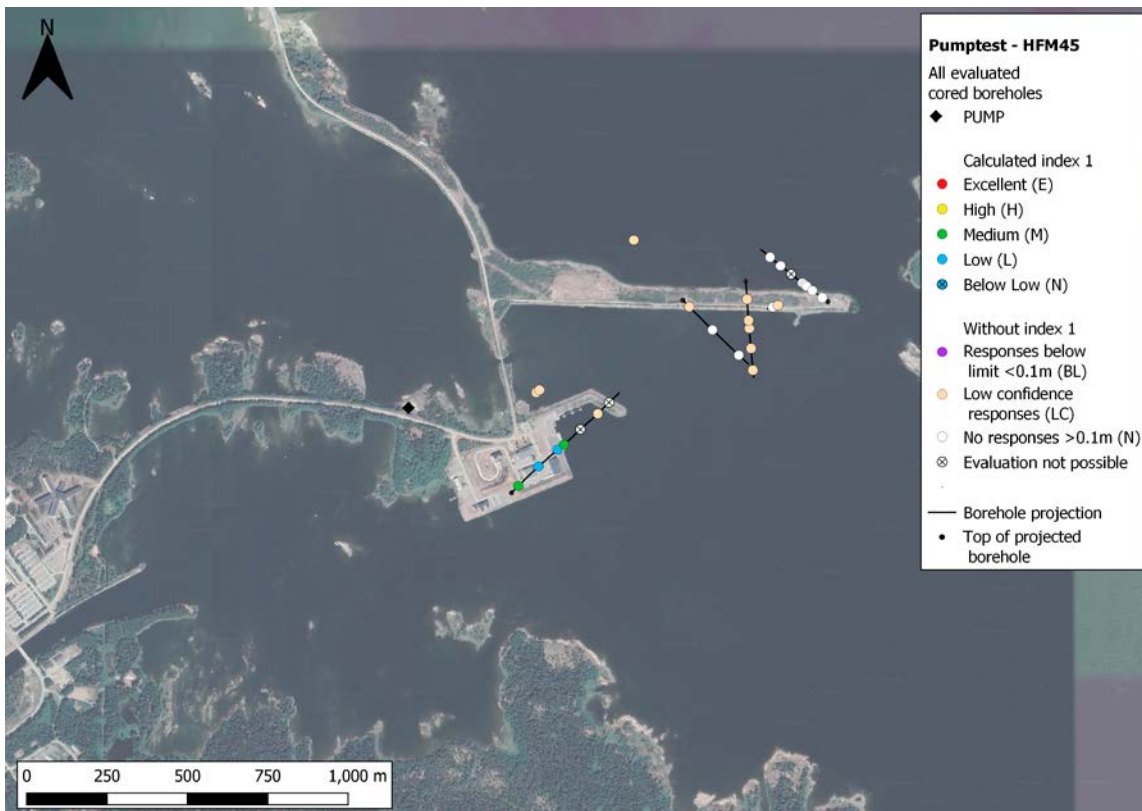 N
Pumptest - HFM45
All evaluated
cored boreholes
PUMP
Calculated index 1
Excellent (E)
High (H)
Medium (M)
Low (L)
Below Low (N)
Without index 1
Responses below
limit <0.1m (BL)
Low confidence
responses (LC)
No responses >0.1m (N)
Evaluation not possible
Borehole projection
Top of projected
borehole
0 250 500 750 1,000 m